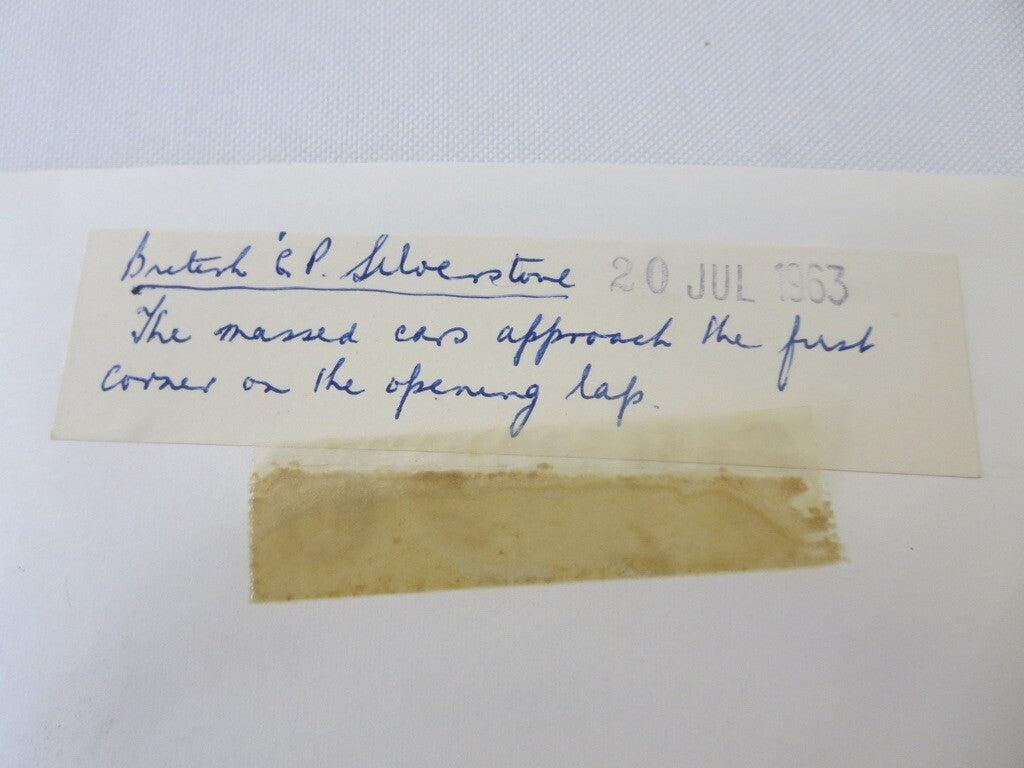 British G.P. Silverstone 20 JUL 1963
The massed cars approach the first
corner on the opening lap.